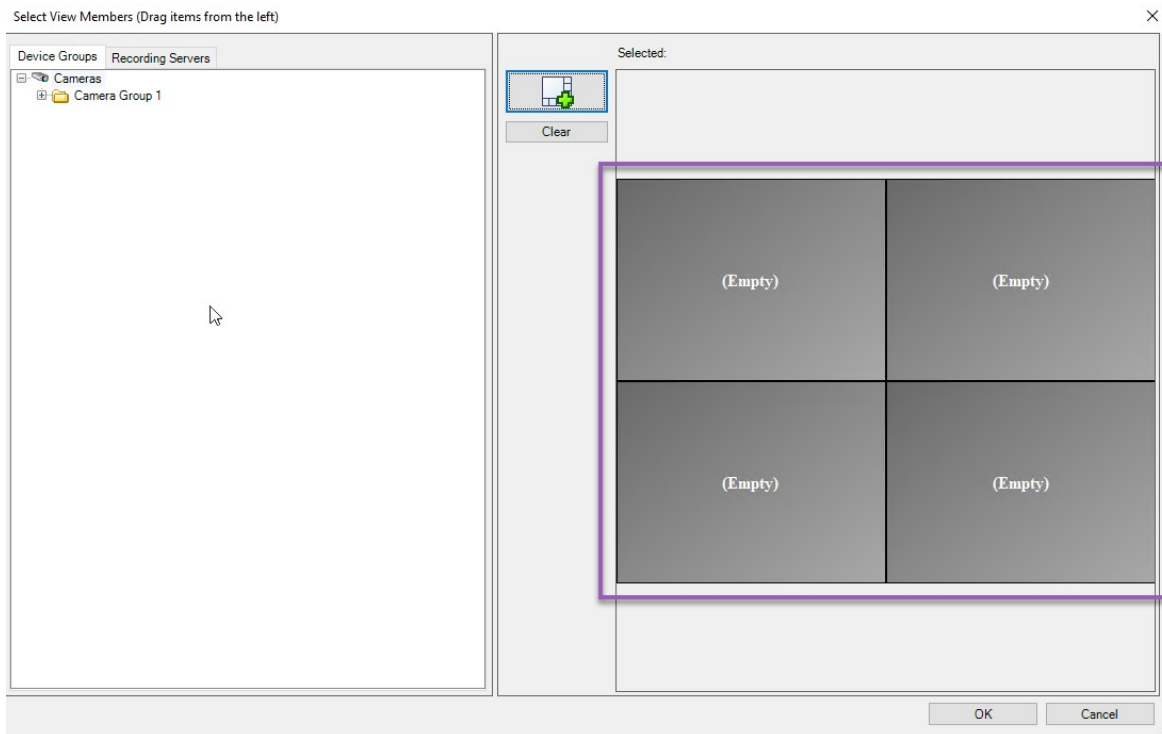 Select View Members (Drag items from the left)
Device Groups
Recording Servers
Cameras
Camera Group 1
Clear
Selected:
(Empty)
(Empty)
(Empty)
(Empty)
OK
Cancel